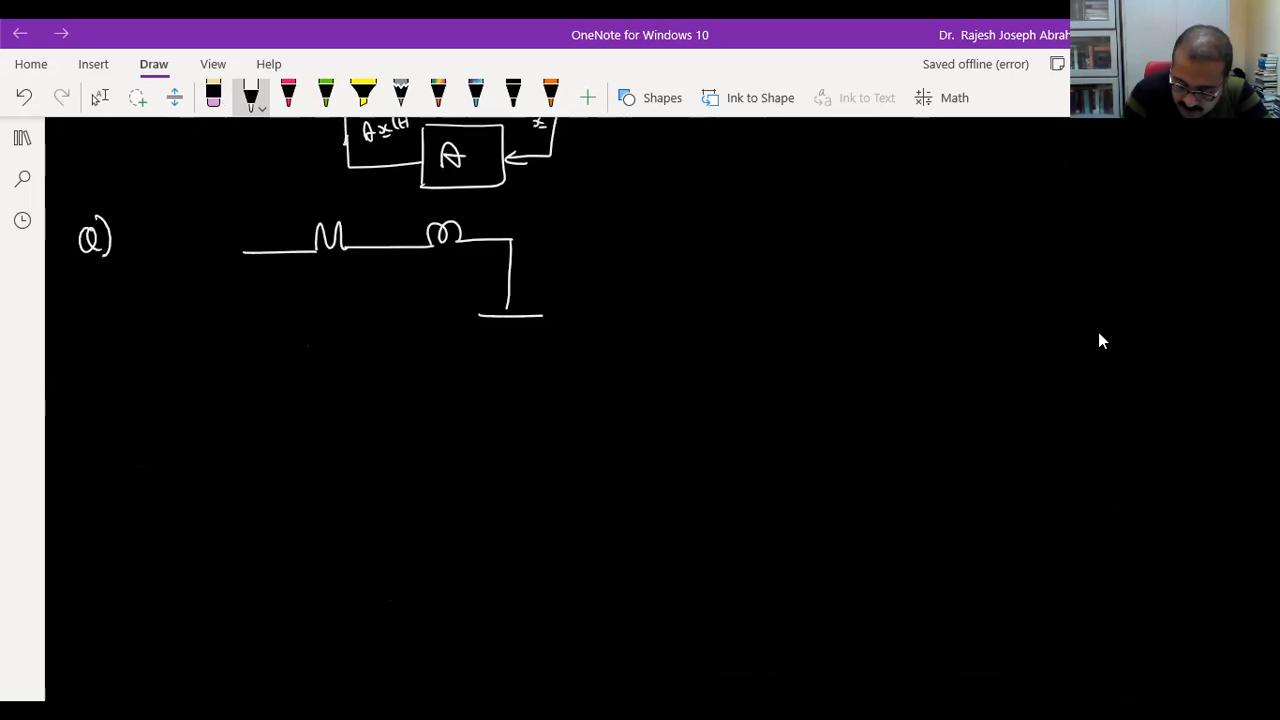 OneNote for Windows 10
Dr. Rajesh Joseph Abrah
Home Insert Draw View Help
Saved offline (error)
Shapes Ink to Shape Ink to Text Math
A x(t)
x
A
Q)